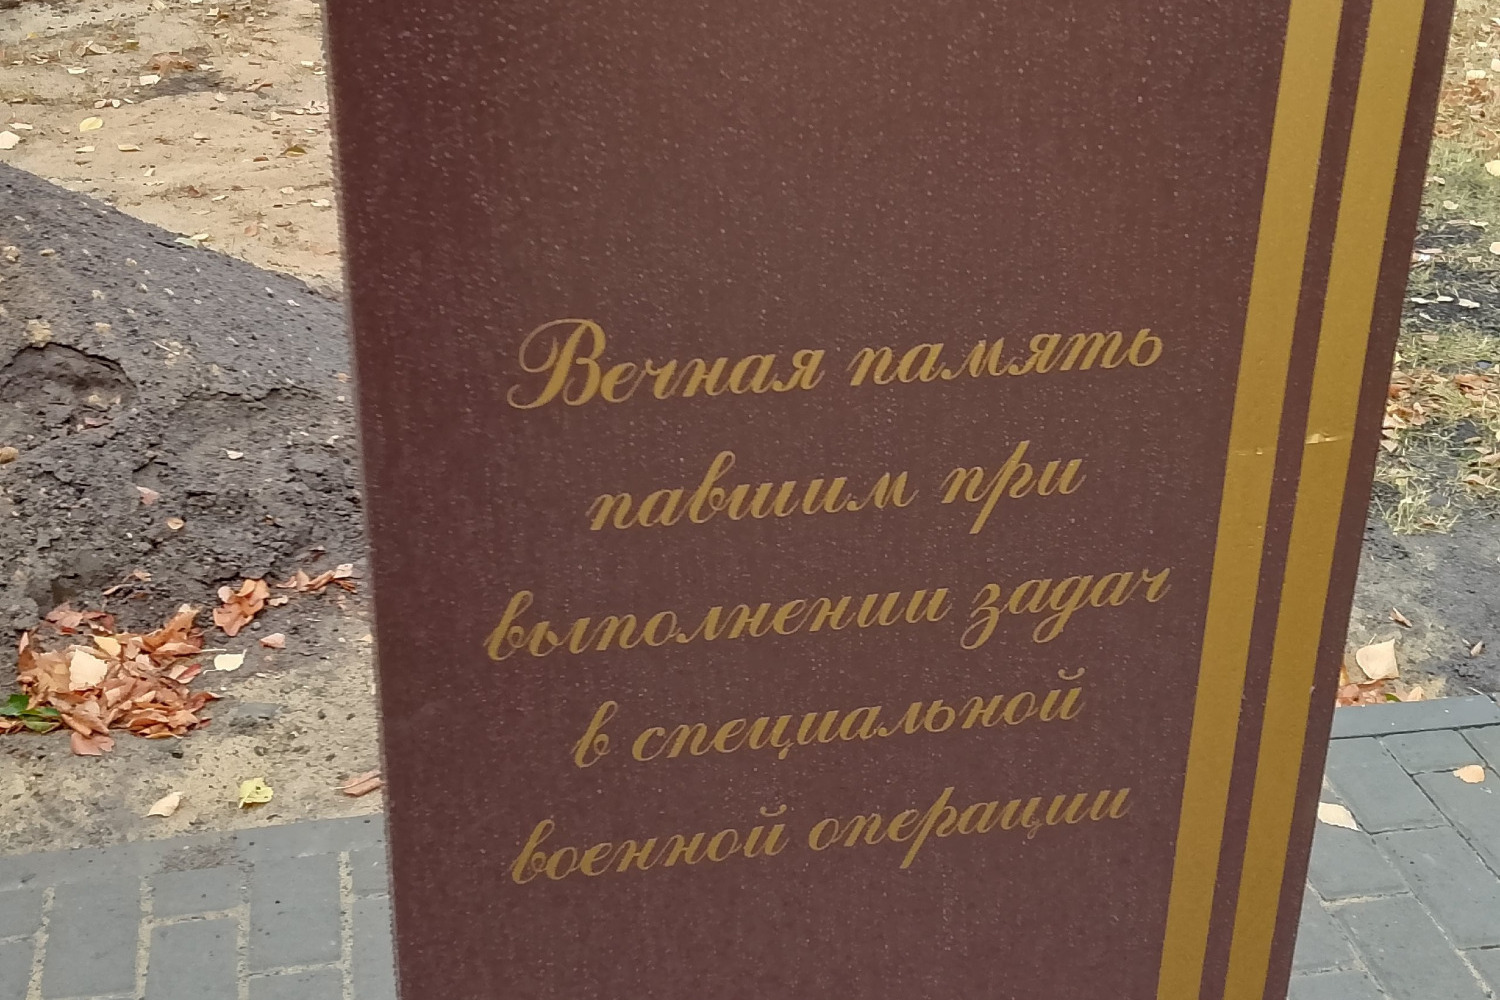 Вечная память
павшим при
выполнении задач
в специальной
военной операции